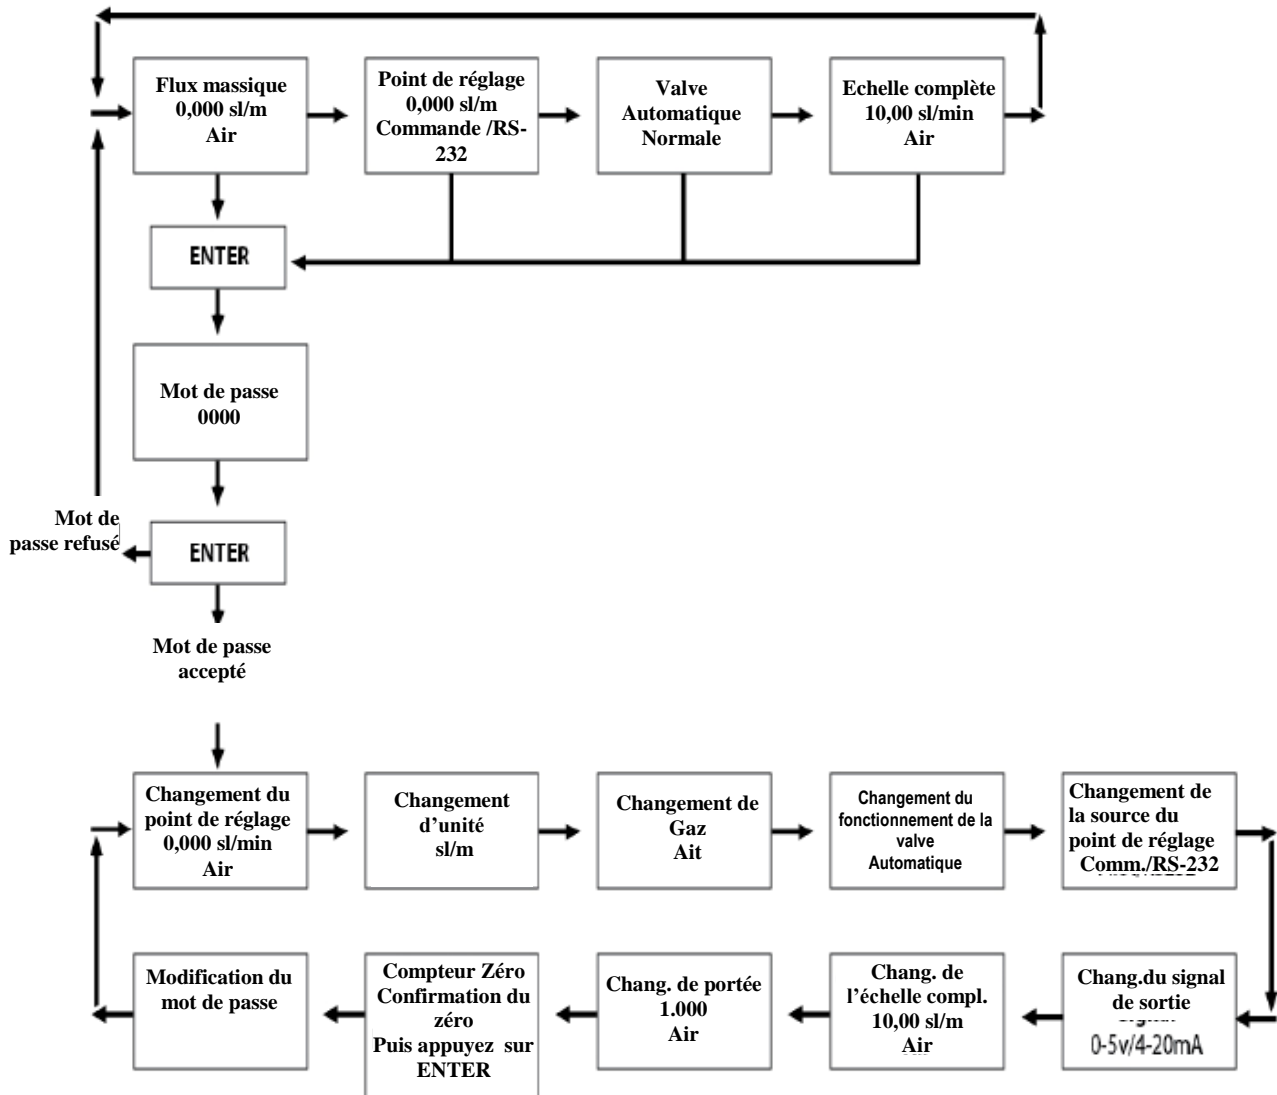 Flux massique
0,000 sl/m
Air
Point de réglage
0,000 sl/m
Commande /RS-
232
Valve
Automatique
Normale
Echelle complète
10,00 sl/min
Air
ENTER
Mot de passe
0000
Mot de
passe refusé
ENTER
Mot de passe
accepté
Changement du
point de réglage
0,000 sl/min
Air
Changement
d'unité
sl/m
Changement de
Gaz
Ait
Changement du
fonctionnement de la
valve
Automatique
Changement de
la source du
point de réglage
Comm./RS-232
Modification du
mot de passe
Compteur Zéro
Confirmation du
zéro
Puis appuyez sur
ENTER
Chang. de portée
1.000
Air
Chang. de
l'échelle compl.
10,00 sl/m
Air
Chang.du signal
de sortie
0-5v/4-20mA